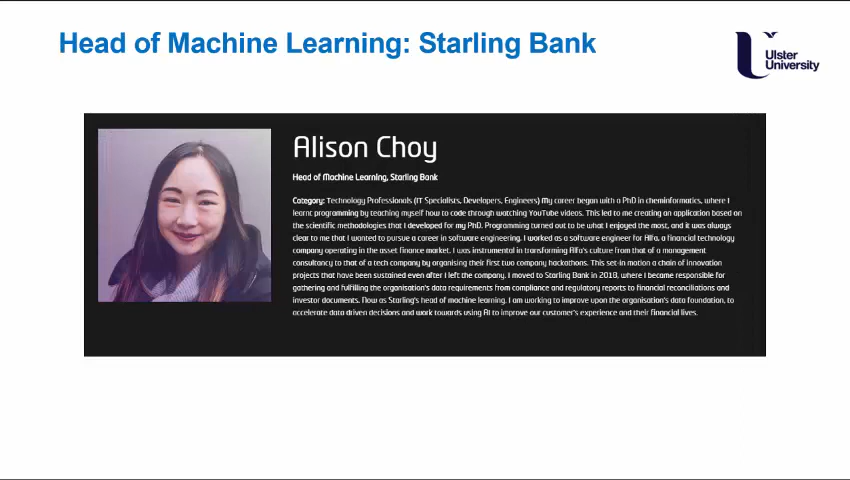 Head of Machine Learning: Starling Bank
Ulster
University
Alison Choy
Head of Machine Learning, Starling Bank
Category: Technology Professionals (IT Specialists, Developers, Engineers) My career began with a PhD in cheminformatics, where I
learnt programming by teaching myself how to code through watching YouTube videos. This led to me creating an application based on
the scientific methodologies that I developed for my PhD. Programming turned out to be what I enjoyed the most, and it was always
clear to me that I wanted to pursue a career in software engineering. I worked as a software engineer for Alfa, a financial technology
company operating in the asset finance market. I was instrumental in transforming Alfa's culture from that of a management
consultancy to that of a tech company by organising their first two company hackathons. This set-in motion a chain of innovation
projects that have been sustained even after I left the company. I moved to Starling Bank in 2018, where I became responsible for
gathering and fulfilling the organisation's data requirements from compliance and regulatory reports to financial reconciliations and
investor documents. Now as Starling's head of machine learning, I am working to improve upon the organisation's data foundation, to
accelerate data driven decisions and work towards using AI to improve our customer's experience and their financial lives.